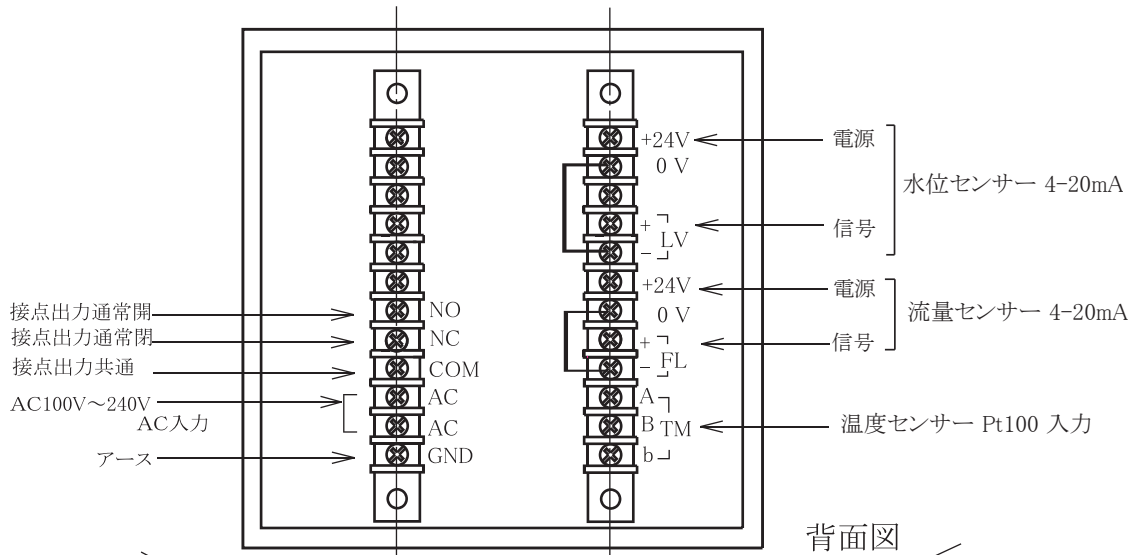 +24V
電源
0 V
水位センサー 4-20mA
+
LV
信号
−
+24V
電源
0 V
流量センサー 4-20mA
+
FL
信号
−
接点出力通常開
NO
接点出力通常閉
NC
接点出力共通
COM
AC100V～240V
AC
AC入力
AC
アース
GND
A
B
TM
温度センサー Pt100 入力
b
背面図